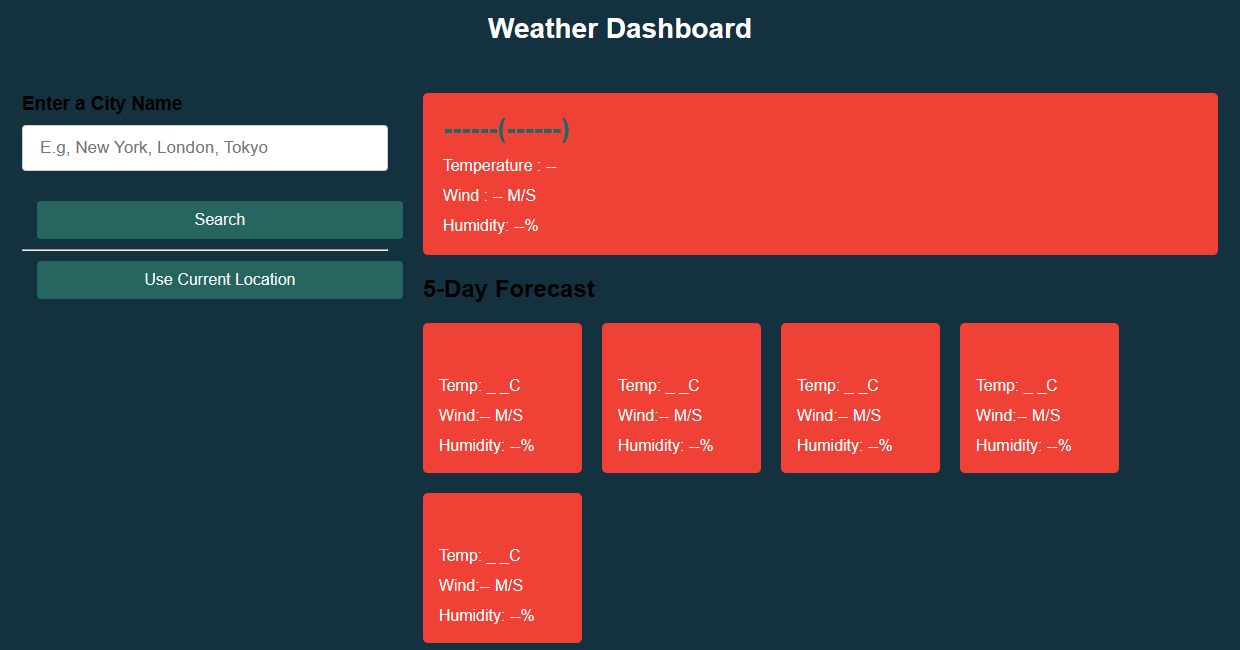 Weather Dashboard
Enter a City Name
E.g, New York, London, Tokyo
Search
Use Current Location
------(------)
Temperature : --
Wind : -- M/S
Humidity: --%
5-Day Forecast
Temp: _ _C
Wind:-- M/S
Humidity: --%
Temp: _ _C
Wind:-- M/S
Humidity: --%
Temp: _ _C
Wind:-- M/S
Humidity: --%
Temp: _ _C
Wind:-- M/S
Humidity: --%
Temp: _ _C
Wind:-- M/S
Humidity: --%